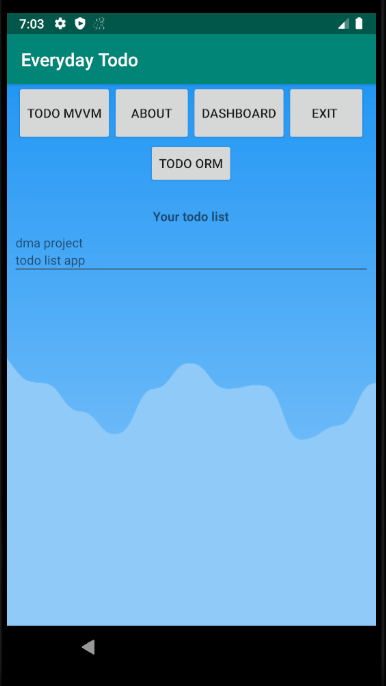 7:03
Everyday Todo
TODO MVVM ABOUT DASHBOARD EXIT
TODO ORM
Your todo list
dma project
todo list app